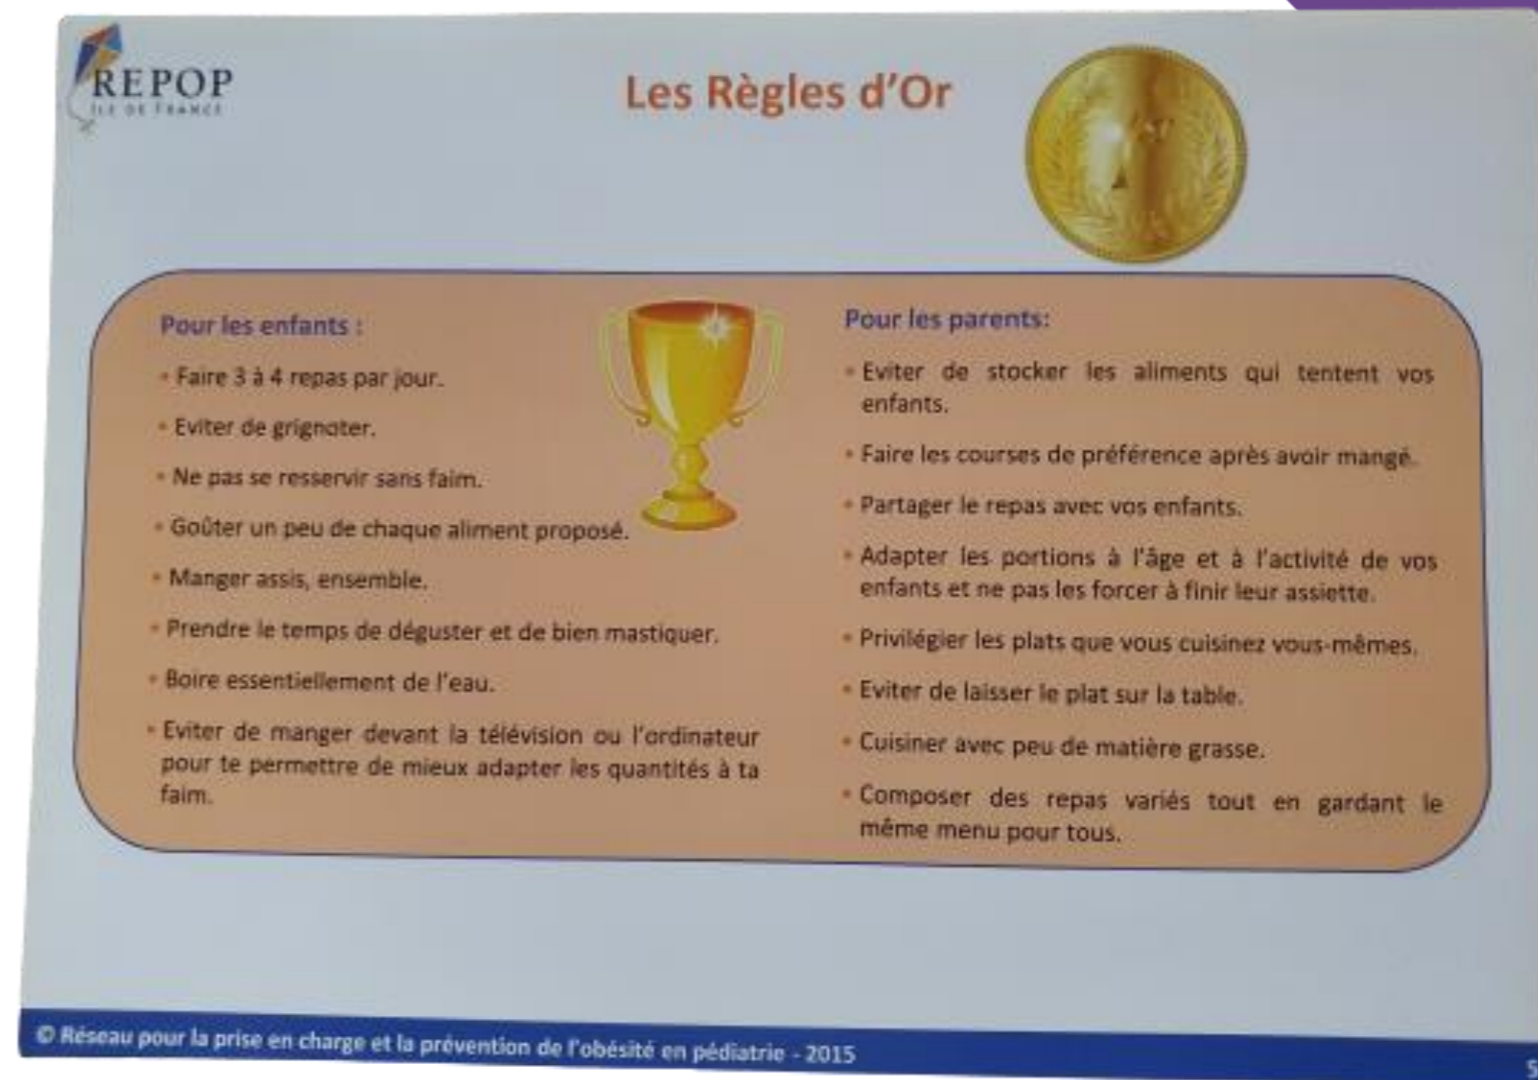 REPOP
ILE DE FRANCE
Les Règles d'Or
Pour les enfants :
• Faire 3 à 4 repas par jour.
• Eviter de grignoter.
• Ne pas se resservir sans faim.
• Goûter un peu de chaque aliment proposé.
• Manger assis, ensemble.
• Prendre le temps de déguster et de bien mastiquer.
• Boire essentiellement de l'eau.
• Eviter de manger devant la télévision ou l'ordinateur
pour te permettre de mieux adapter les quantités à ta
faim.
Pour les parents:
• Eviter de stocker les aliments qui tentent vos
enfants.
• Faire les courses de préférence après avoir mangé.
• Partager le repas avec vos enfants.
• Adapter les portions à l'âge et à l'activité de vos
enfants et ne pas les forcer à finir leur assiette.
• Privilégier les plats que vous cuisinez vous-mêmes.
• Eviter de laisser le plat sur la table.
• Cuisiner avec peu de matière grasse.
• Composer des repas variés tout en gardant le
même menu pour tous.
© Réseau pour la prise en charge et la prévention de l'obésité en pédiatrie - 2015